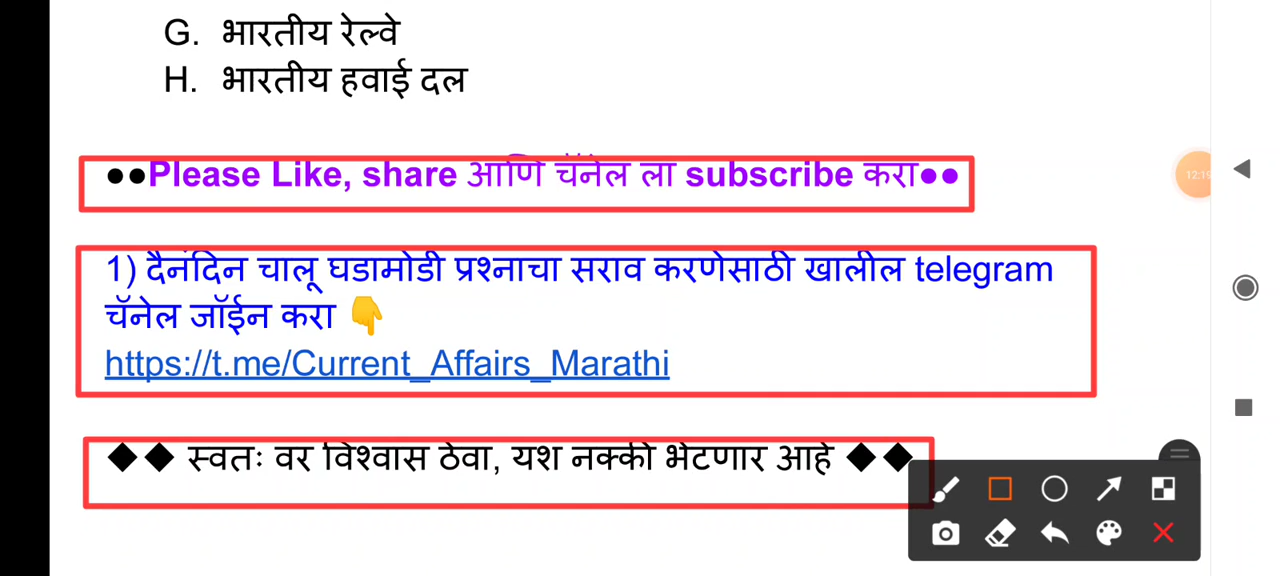 G. भारतीय रेल्वे
H. भारतीय हवाई दल
●●Please Like, share आणि चॅनेल ला subscribe करा●●
1) दैनंदिन चालू घडामोडी प्रश्नाचा सराव करणेसाठी खालील telegram
चॅनेल जॉईन करा 👇
https://t.me/Current_Affairs_Marathi
◆◆ स्वतः वर विश्वास ठेवा, यश नक्की भेटणार आहे ◆◆